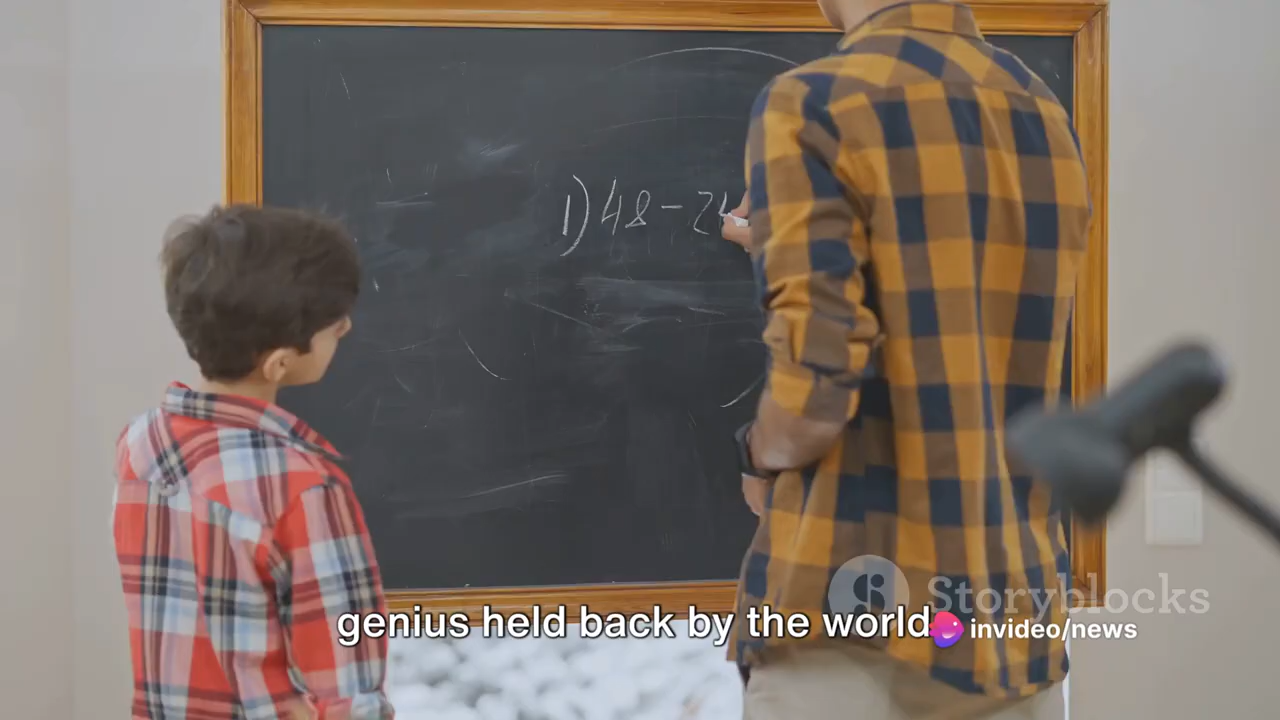 1) 48-24
Storyblocks
genius held back by the world
invideo/news